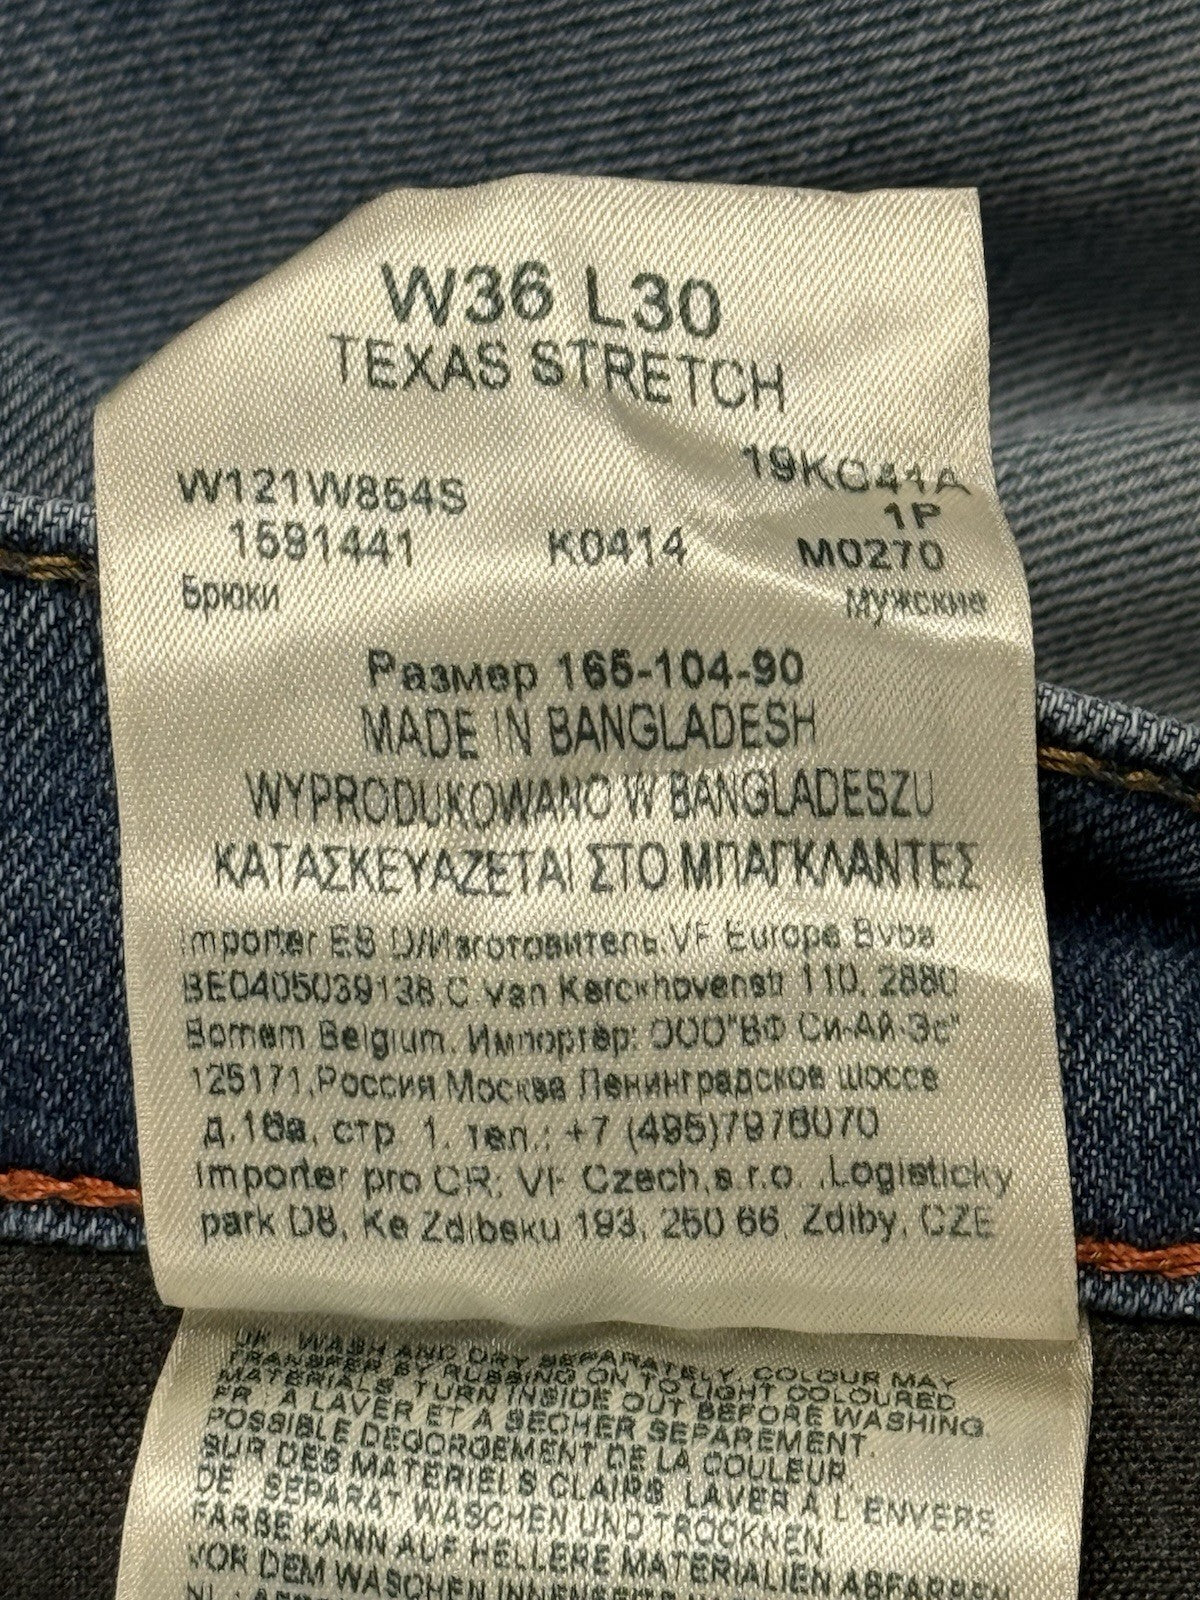 W36 L30
TEXAS STRETCH
19KC41A
W121W854S
1P
1591441 K0414 M0270
Брюки Мужские
Размер 165-104-90
MADE IN BANGLADESH
WYPRODUKOWANO W BANGLADESZU
ΚΑΤΑΣΚΕΥΑΖΕΤΑΙ ΣΤΟ ΜΠΑΓΚΛΑΝΤΕΣ
Importer ES D/Изготовитель:VF Europe Bvba
BE0405039138,C. van Kerckhovenstr 110, 2880
Bornem Belgium. Импортёр: ООО"ВФ Си-Ай-Эс"
125171,Россия Москва Ленинградское шоссе
д.16а, стр 1. тел.: +7 (495)7976070
Importer pro CR: VF Czech,s.r.o. ,Logisticky
park D8, Ke Zdibsku 193, 250 66, Zdiby, CZE
UK : WASH AND DRY SEPARATELY. COLOUR MAY
TRANSFER BY RUBBING ON TO LIGHT COLOURED
MATERIALS. TURN INSIDE OUT BEFORE WASHING.
FR : A LAVER ET A SECHER SEPAREMENT.
POSSIBLE DEGORGEMENT DE LA COULEUR
SUR DES MATERIELS CLAIRS. LAVER A L'ENVERS
DE : SEPARAT WASCHEN UND TROCKNEN
FARBE KANN AUF HELLERE MATERIALIEN ABFARBEN
VOR DEM WASCHEN